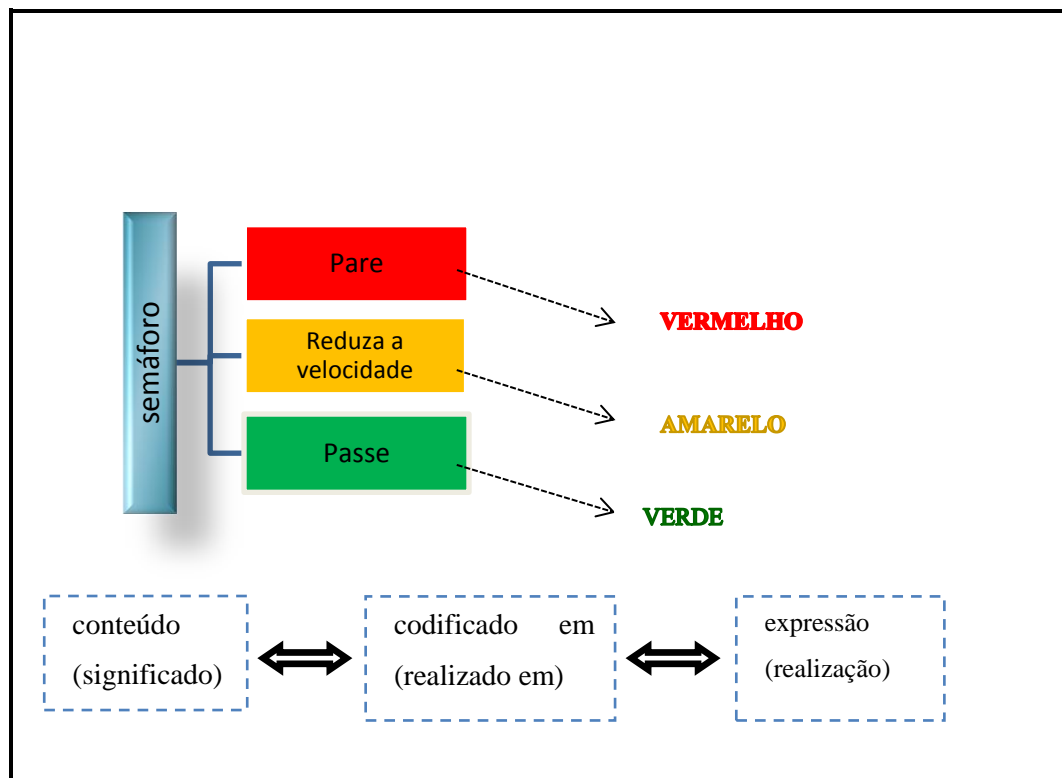 semáforo
Pare
Reduza a
velocidade
Passe
VERMELHO
AMARELO
VERDE
conteúdo
(significado)
codificado em
(realizado em)
expressão
(realização)